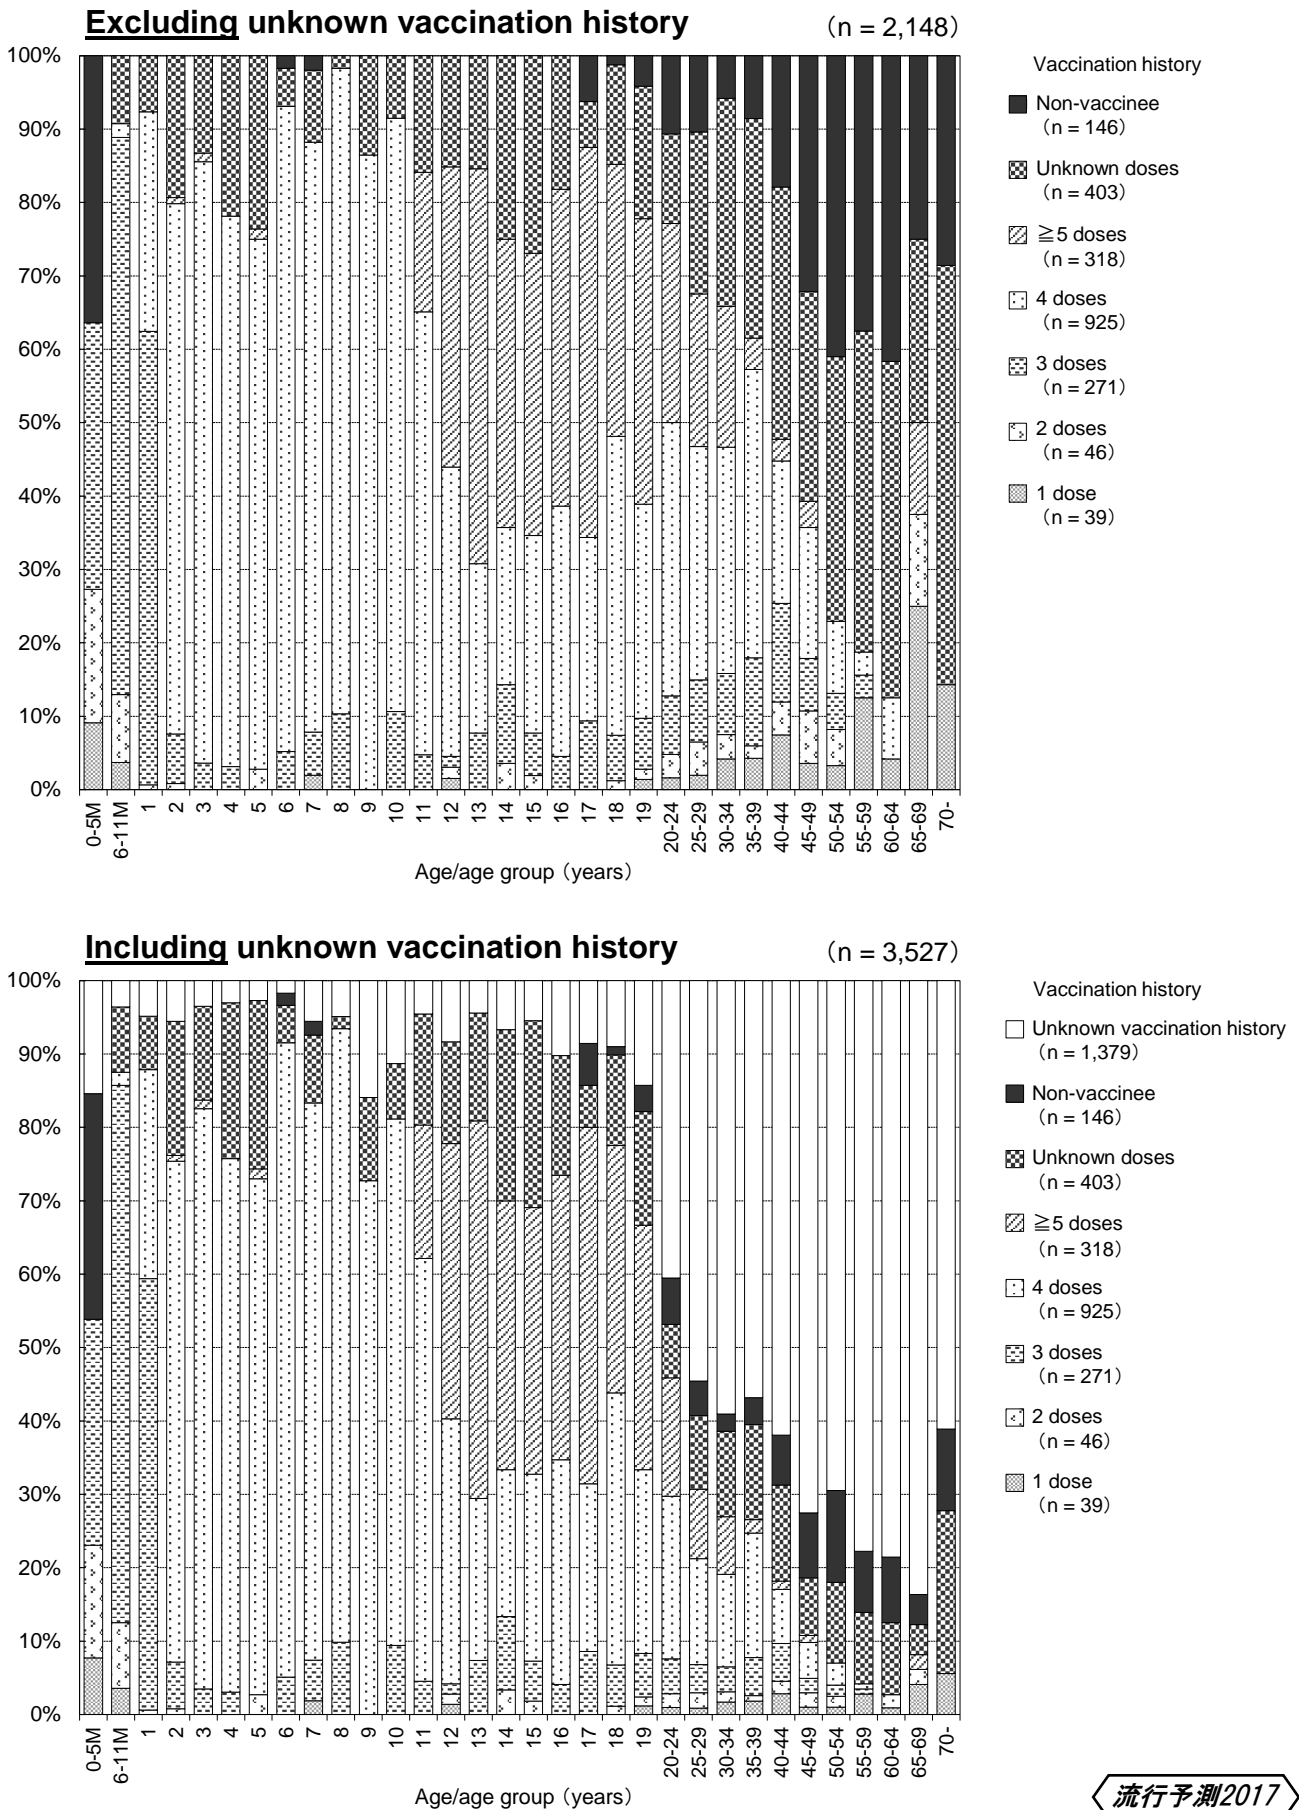 Excluding unknown vaccination history
（n = 2,148）
100%
90%
80%
70%
60%
50%
40%
30%
20%
10%
0%
0-5M
6-11M
1
2
3
4
5
6
7
8
9
10
11
12
13
14
15
16
17
18
19
20-24
25-29
30-34
35-39
40-44
45-49
50-54
55-59
60-64
65-69
70-
Age/age group（years）
Vaccination history
Non-vaccinee
（n = 146）
Unknown doses
（n = 403）
≧5 doses
（n = 318）
4 doses
（n = 925）
3 doses
（n = 271）
2 doses
（n = 46）
1 dose
（n = 39）
Including unknown vaccination history
（n = 3,527）
100%
90%
80%
70%
60%
50%
40%
30%
20%
10%
0%
0-5M
6-11M
1
2
3
4
5
6
7
8
9
10
11
12
13
14
15
16
17
18
19
20-24
25-29
30-34
35-39
40-44
45-49
50-54
55-59
60-64
65-69
70-
Age/age group（years）
Vaccination history
Unknown vaccination history
（n = 1,379）
Non-vaccinee
（n = 146）
Unknown doses
（n = 403）
≧5 doses
（n = 318）
4 doses
（n = 925）
3 doses
（n = 271）
2 doses
（n = 46）
1 dose
（n = 39）
流行予測2017